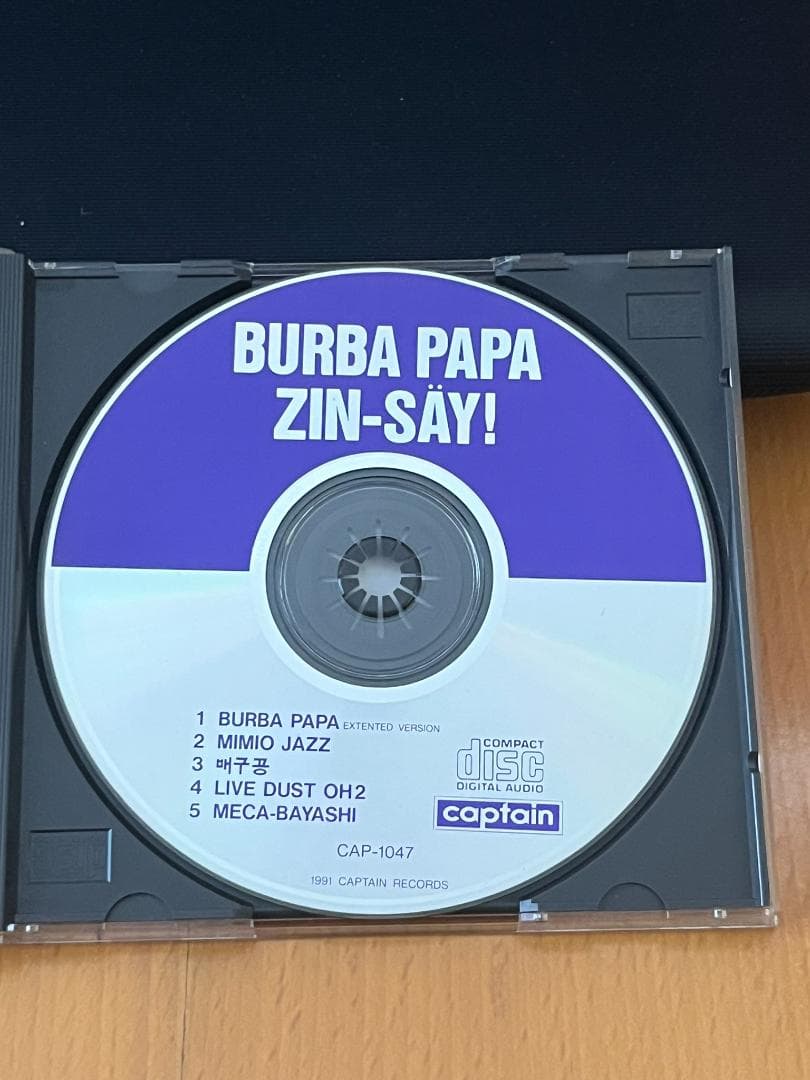 BURBA PAPA
ZIN-SÄY!
1 BURBA PAPA EXTENTED VERSION
2 MIMIO JAZZ
3 배구꽁
4 LIVE DUST OH2
5 MECA-BAYASHI
COMPACT
disc
DIGITAL AUDIO
captain
CAP-1047
1991 CAPTAIN RECORDS